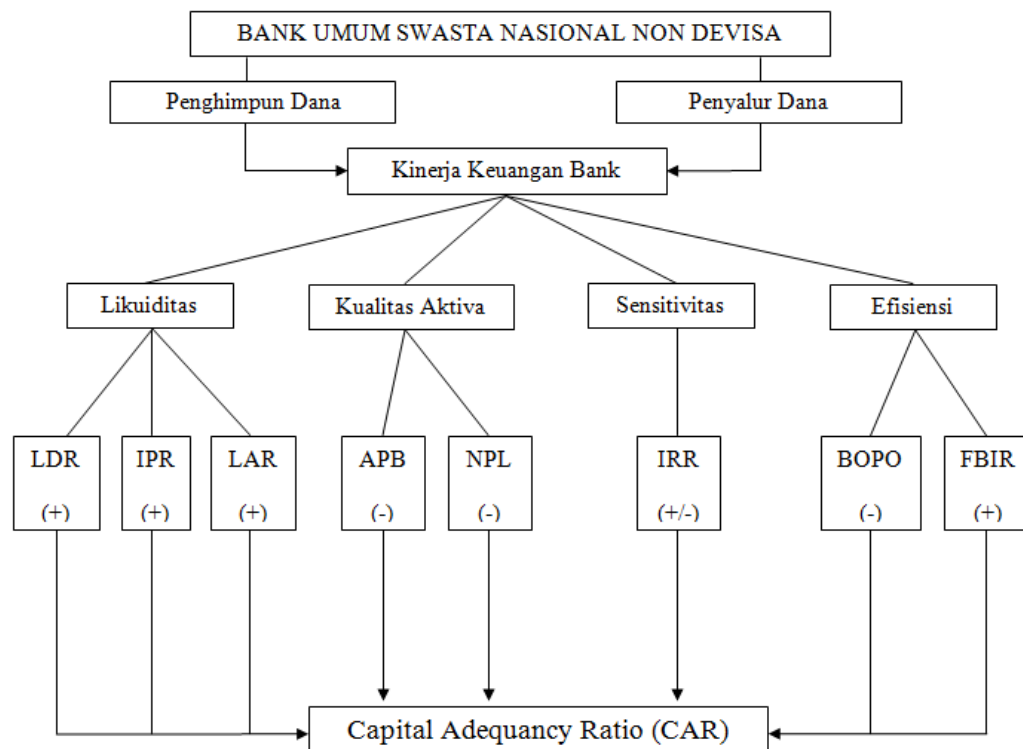 BANK UMUM SWASTA NASIONAL NON DEVISA
Penghimpun Dana
Penyalur Dana
Kinerja Keuangan Bank
Likuiditas
Kualitas Aktiva
Sensitivitas
Efisiensi
LDR
(+)
IPR
(+)
LAR
(+)
APB
(-)
NPL
(-)
IRR
(+/-)
BOPO
(-)
FBIR
(+)
Capital Adequancy Ratio (CAR)